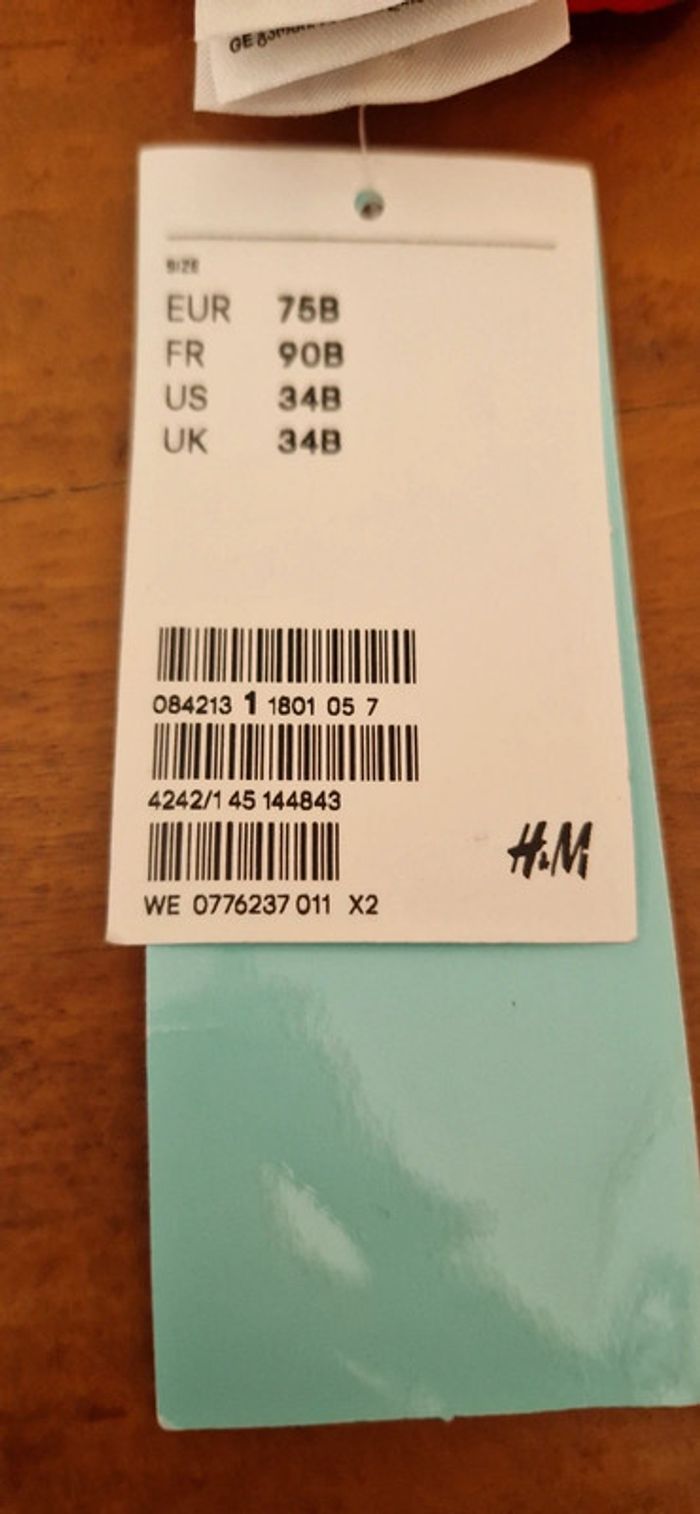 SIZE
EUR 75B
FR 90B
US 34B
UK 34B
084213 1 1801 05 7
4242/1 45 144843
WE 0776237 011 X2
H&M